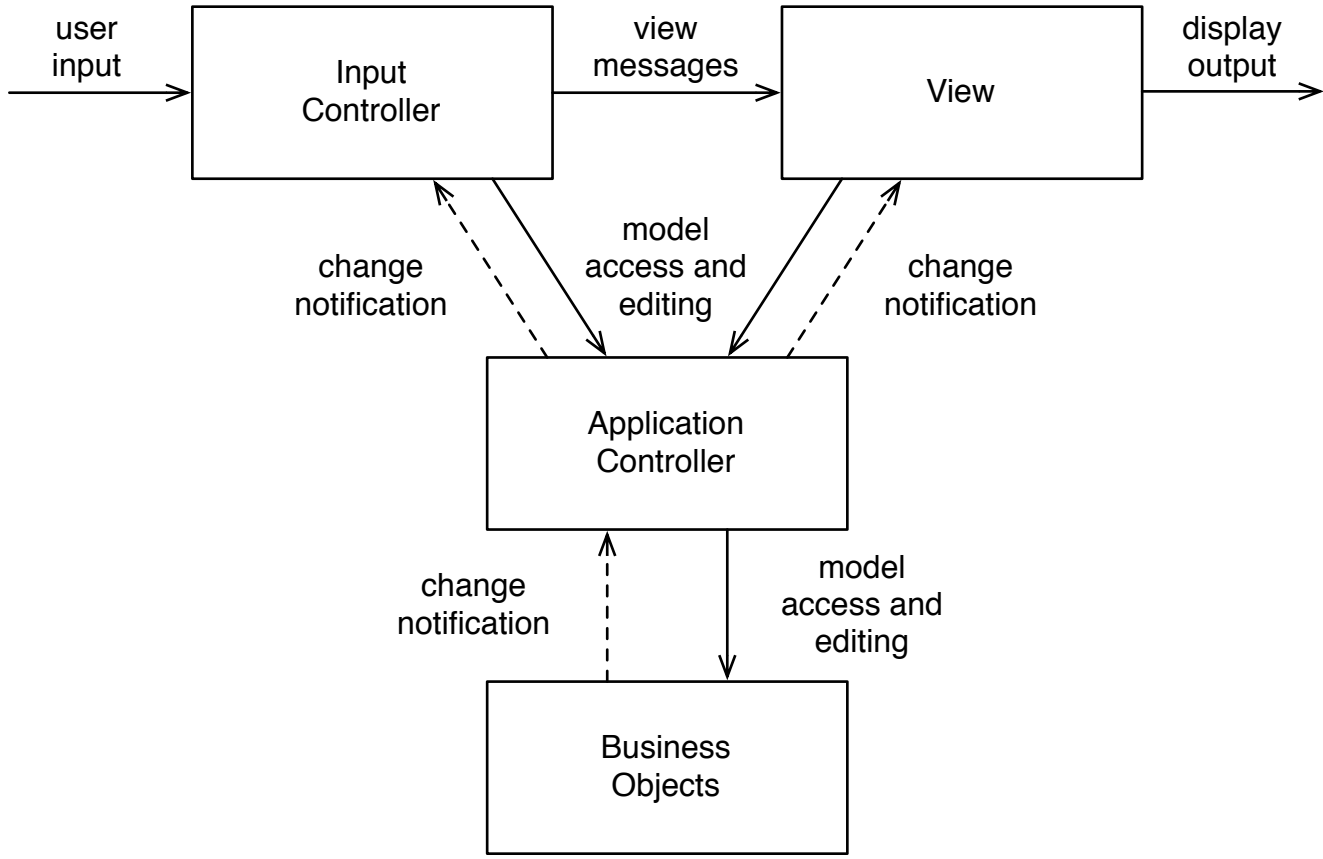 user
input
Input
Controller
view
messages
View
display
output
change
notification
model
access and
editing
change
notification
Application
Controller
change
notification
model
access and
editing
Business
Objects